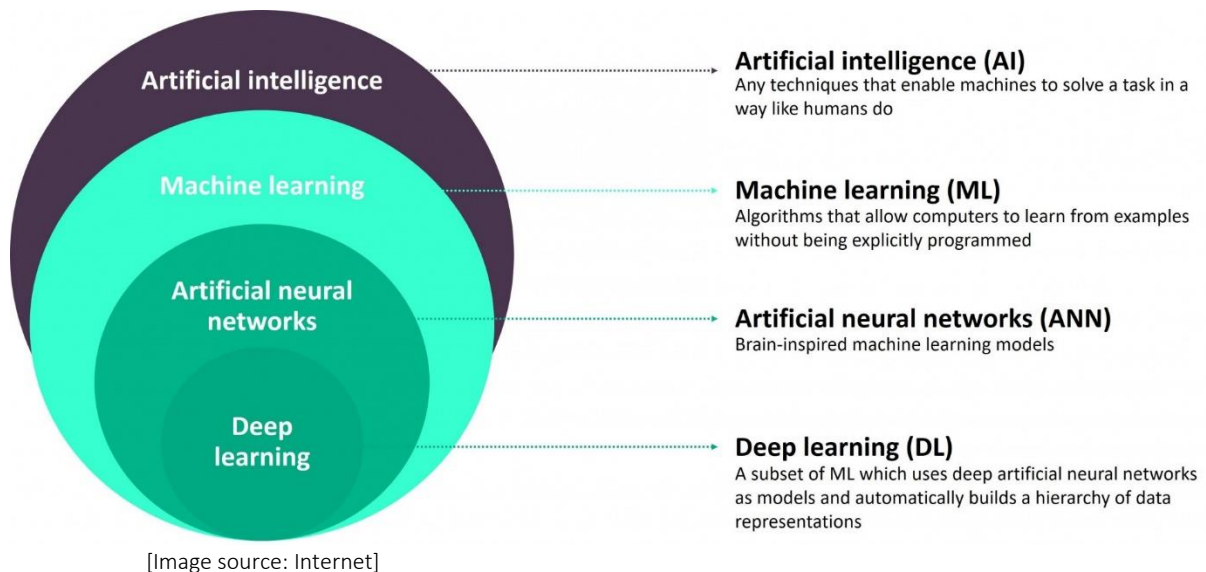 Artificial intelligence
Machine learning
Artificial neural
networks
Deep
learning
Artificial intelligence (AI)
Any techniques that enable machines to solve a task in a
way like humans do
Machine learning (ML)
Algorithms that allow computers to learn from examples
without being explicitly programmed
Artificial neural networks (ANN)
Brain-inspired machine learning models
Deep learning (DL)
A subset of ML which uses deep artificial neural networks
as models and automatically builds a hierarchy of data
representations
[Image source: Internet]